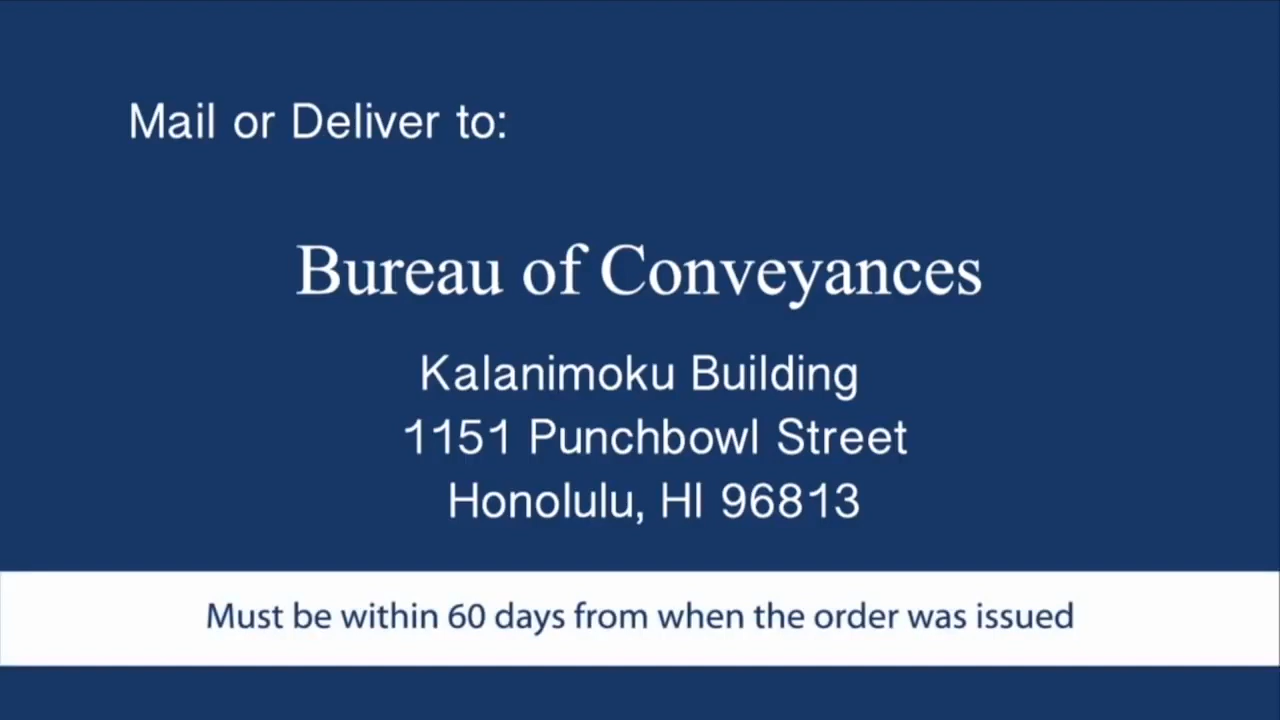 Mail or Deliver to:
Bureau of Conveyances
Kalanimoku Building
1151 Punchbowl Street
Honolulu, HI 96813
Must be within 60 days from when the order was issued